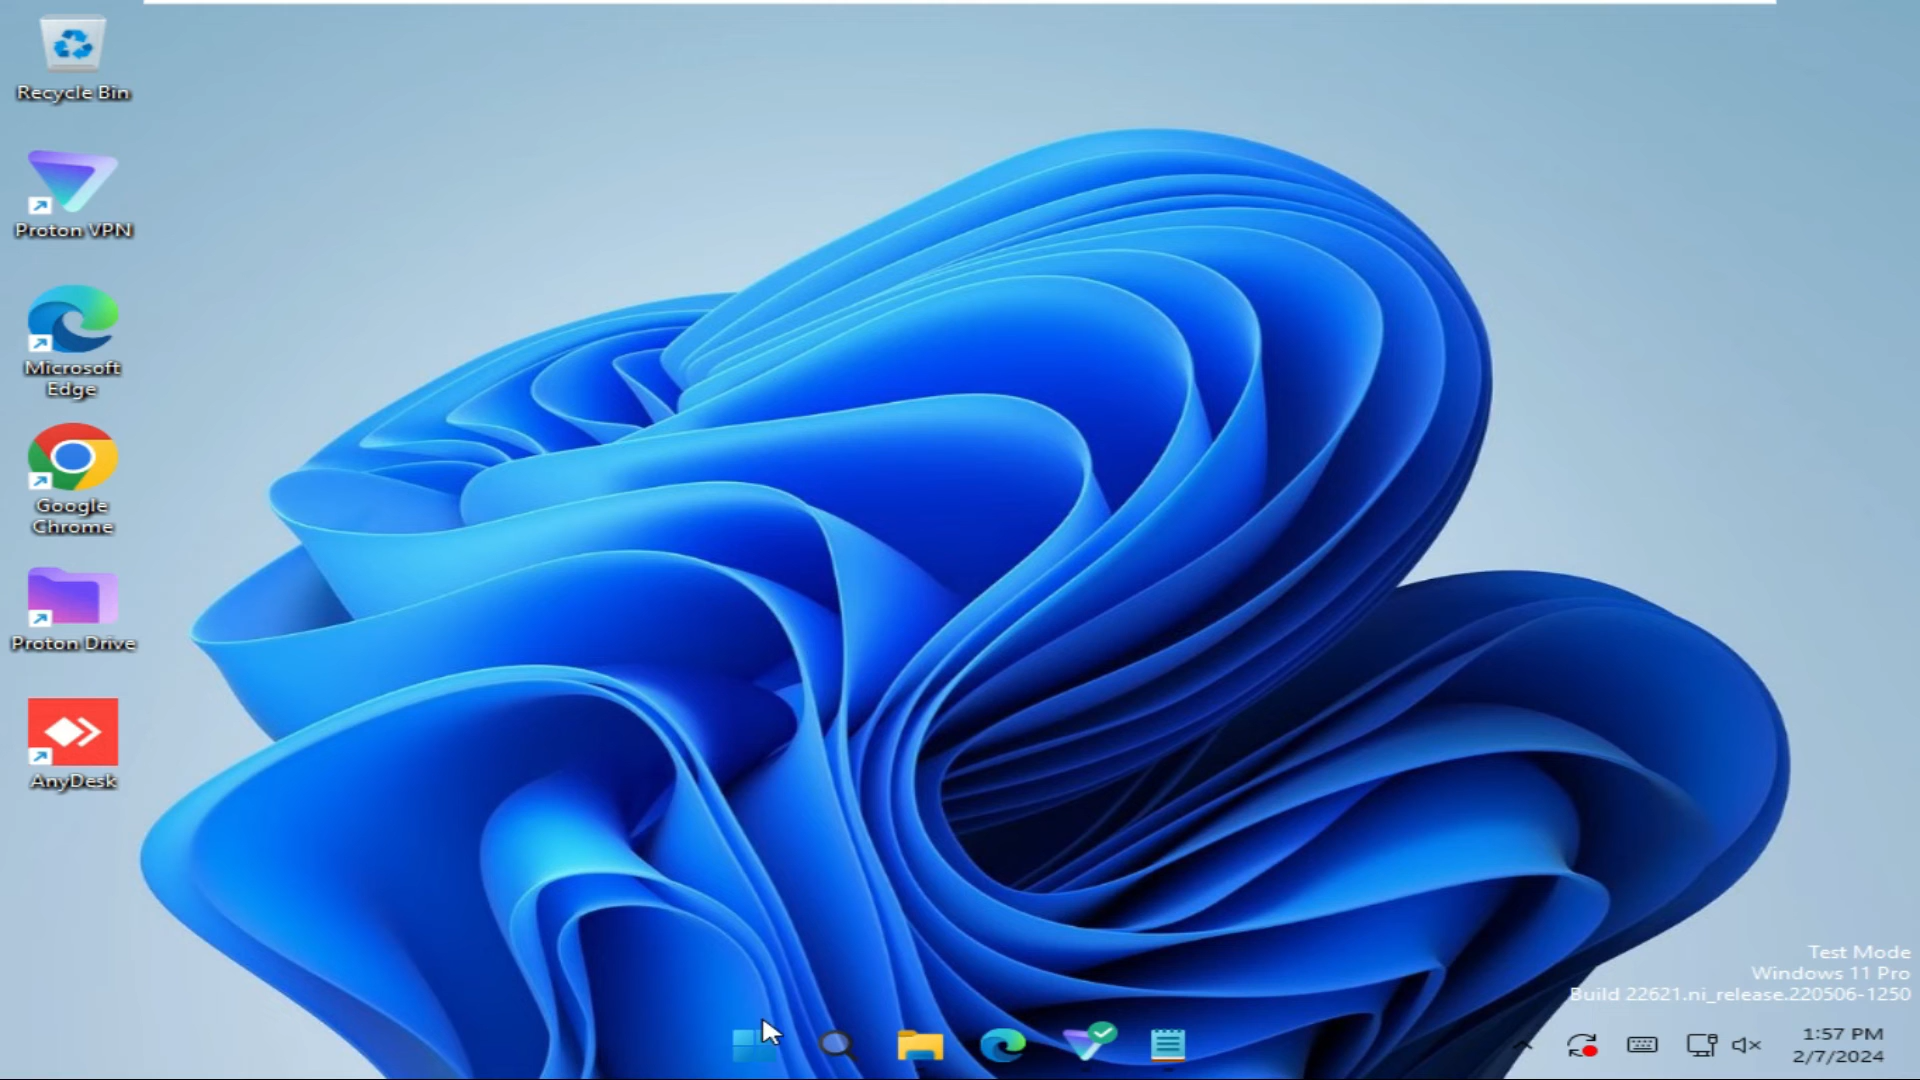 Recycle Bin
Proton VPN
Microsoft
Edge
Google
Chrome
Proton Drive
AnyDesk
Test Mode
Windows 11 Pro
Build 22621.ni_release.220506-1250
1:57 PM
2/7/2024